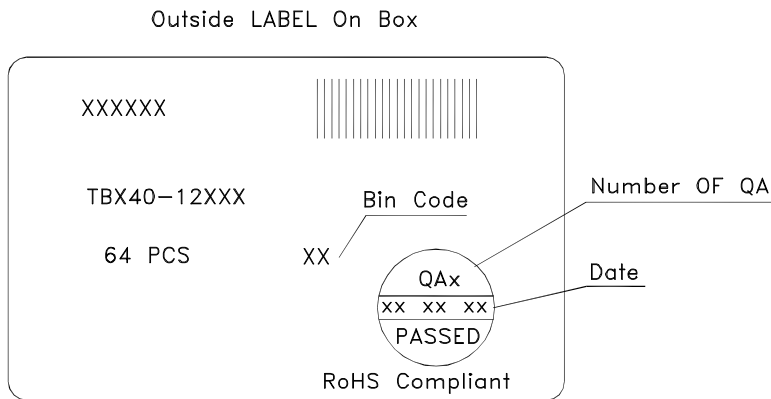 Outside LABEL On Box
XXXXXX
TBX40-12XXX
Bin Code
Number OF QA
64 PCS
XX
QAx
Date
xx xx xx
PASSED
RoHS Compliant